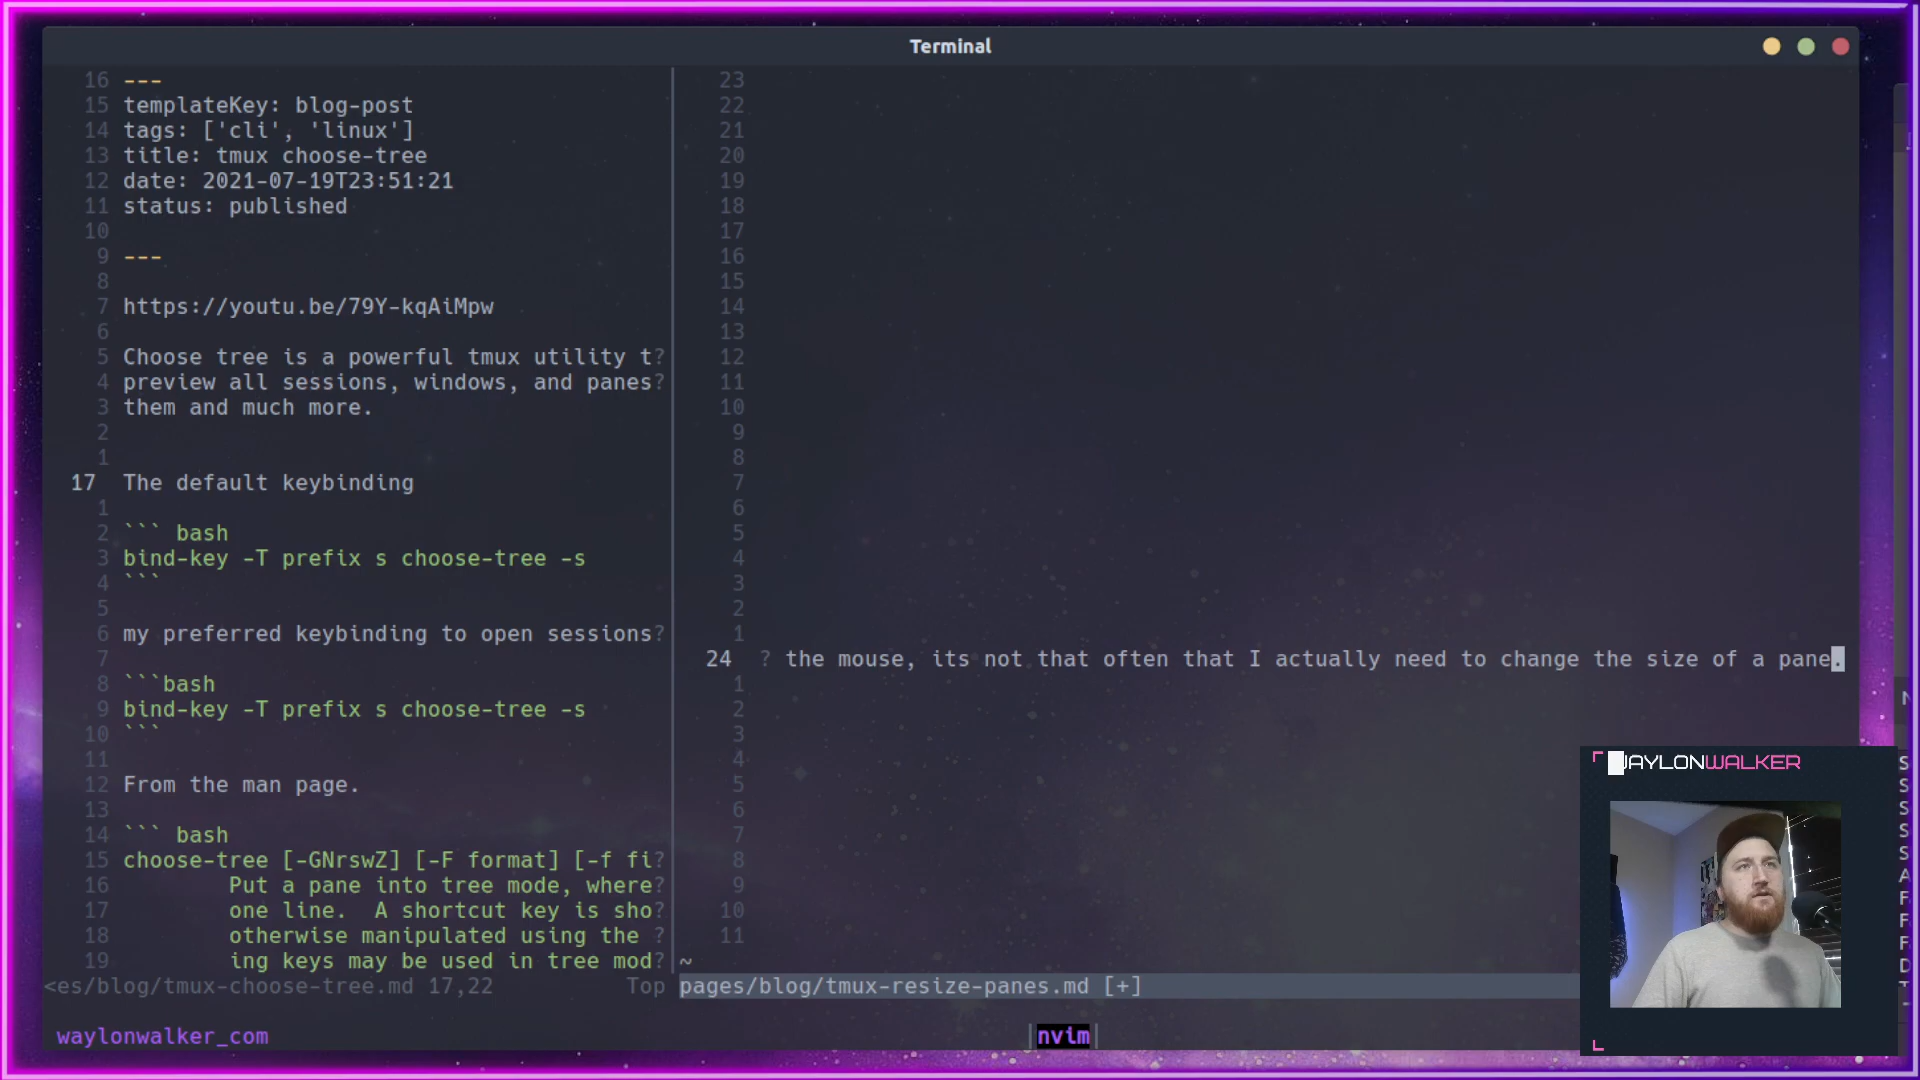 Terminal
16 ---
15 templateKey: blog-post
14 tags: ['cli', 'linux']
13 title: tmux choose-tree
12 date: 2021-07-19T23:51:21
11 status: published
10
9 ---
8
7 https://youtu.be/79Y-kqAiMpw
6
5 Choose tree is a powerful tmux utility t?
4 preview all sessions, windows, and panes?
3 them and much more.
2
1
17 The default keybinding
1
2 ``` bash
3 bind-key -T prefix s choose-tree -s
4 ```
5
6 my preferred keybinding to open sessions?
7
8 ```bash
9 bind-key -T prefix s choose-tree -s
10 ```
11
12 From the man page.
13
14 ``` bash
15 choose-tree [-GNrswZ] [-F format] [-f fi?
16 Put a pane into tree mode, where?
17 one line.  A shortcut key is sho?
18 otherwise manipulated using the ?
19 ing keys may be used in tree mod?
<es/blog/tmux-choose-tree.md 17,22 Top
23
22
21
20
19
18
17
16
15
14
13
12
11
10
9
8
7
6
5
4
3
2
1
24 ? the mouse, its not that often that I actually need to change the size of a pane.
1
2
3
4
5
6
7
8
9
10
11
~
pages/blog/tmux-resize-panes.md [+]
waylonwalker_com
|nvim|
WAYLONWALKER